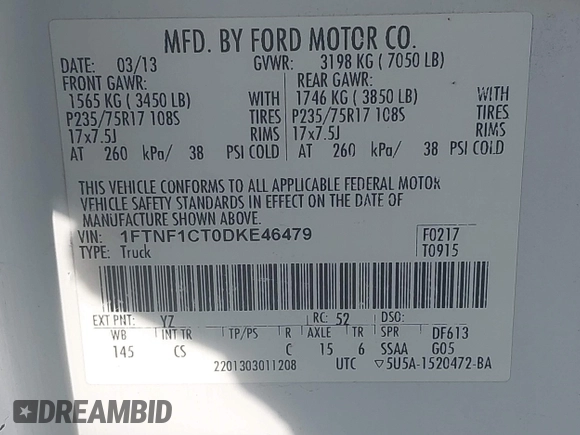 MFD. BY FORD MOTOR CO.
DATE: 03/13 GVWR: 3198 KG ( 7050 LB)
FRONT GAWR: REAR GAWR:
1565 KG ( 3450 LB) WITH 1746 KG ( 3850 LB) WITH
P235/75R17 108S TIRES P235/75R17 108S TIRES
17x7.5J RIMS 17x7.5J RIMS
AT 260 kPa/ 38 PSI COLD AT 260 kPa/ 38 PSI COLD
THIS VEHICLE CONFORMS TO ALL APPLICABLE FEDERAL MOTOR
VEHICLE SAFETY STANDARDS IN EFFECT ON THE DATE OF
MANUFACTURE SHOWN ABOVE.
VIN: 1FTNF1CT0DKE46479 F0217
TYPE: Truck T0915
EXT PNT: YZ RC: 52 DSO:
WB INT TR TP/PS R AXLE TR SPR DF613
145 CS C 15 6 SSAA G05
2201303011208 UTC ▽5U5A-1520472-BA
DREAMBID